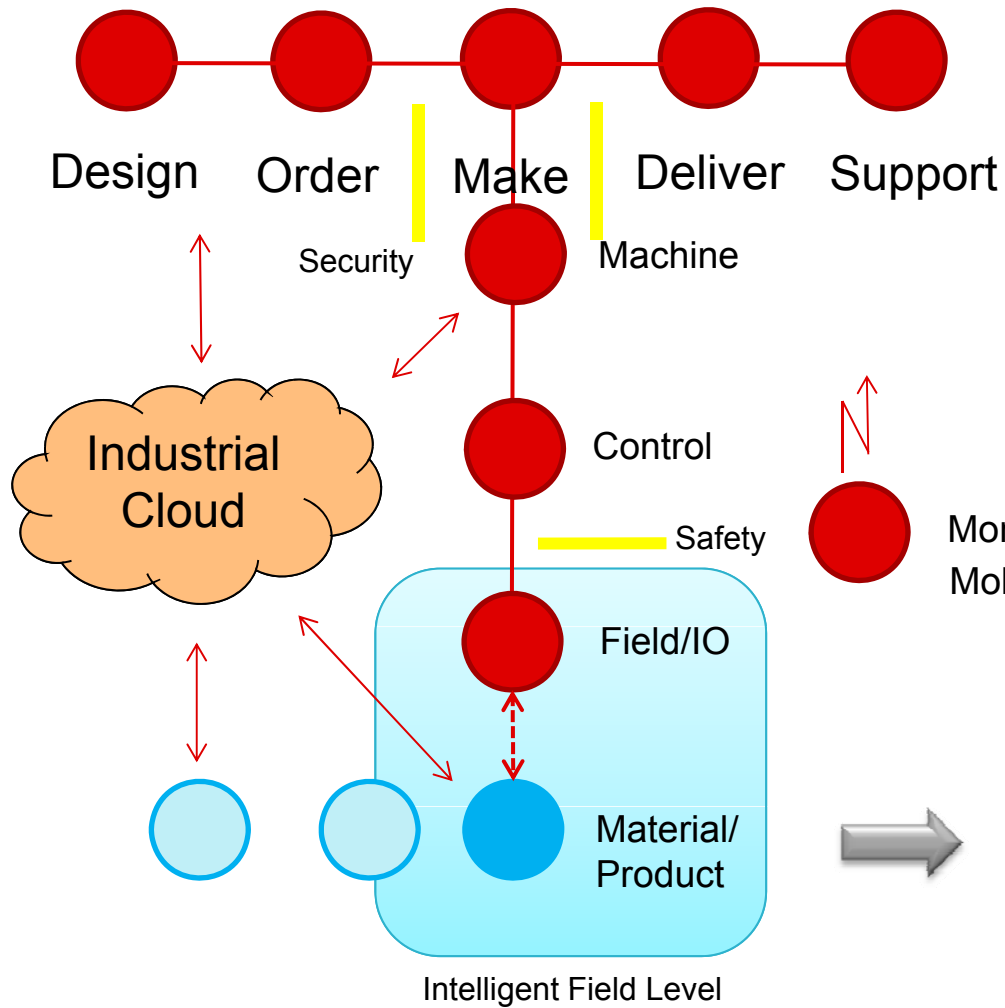 Design Order Make Deliver Support
Security
Machine
Industrial
Cloud
Control
Safety
Field/IO
Material/
Product
Intelligent Field Level